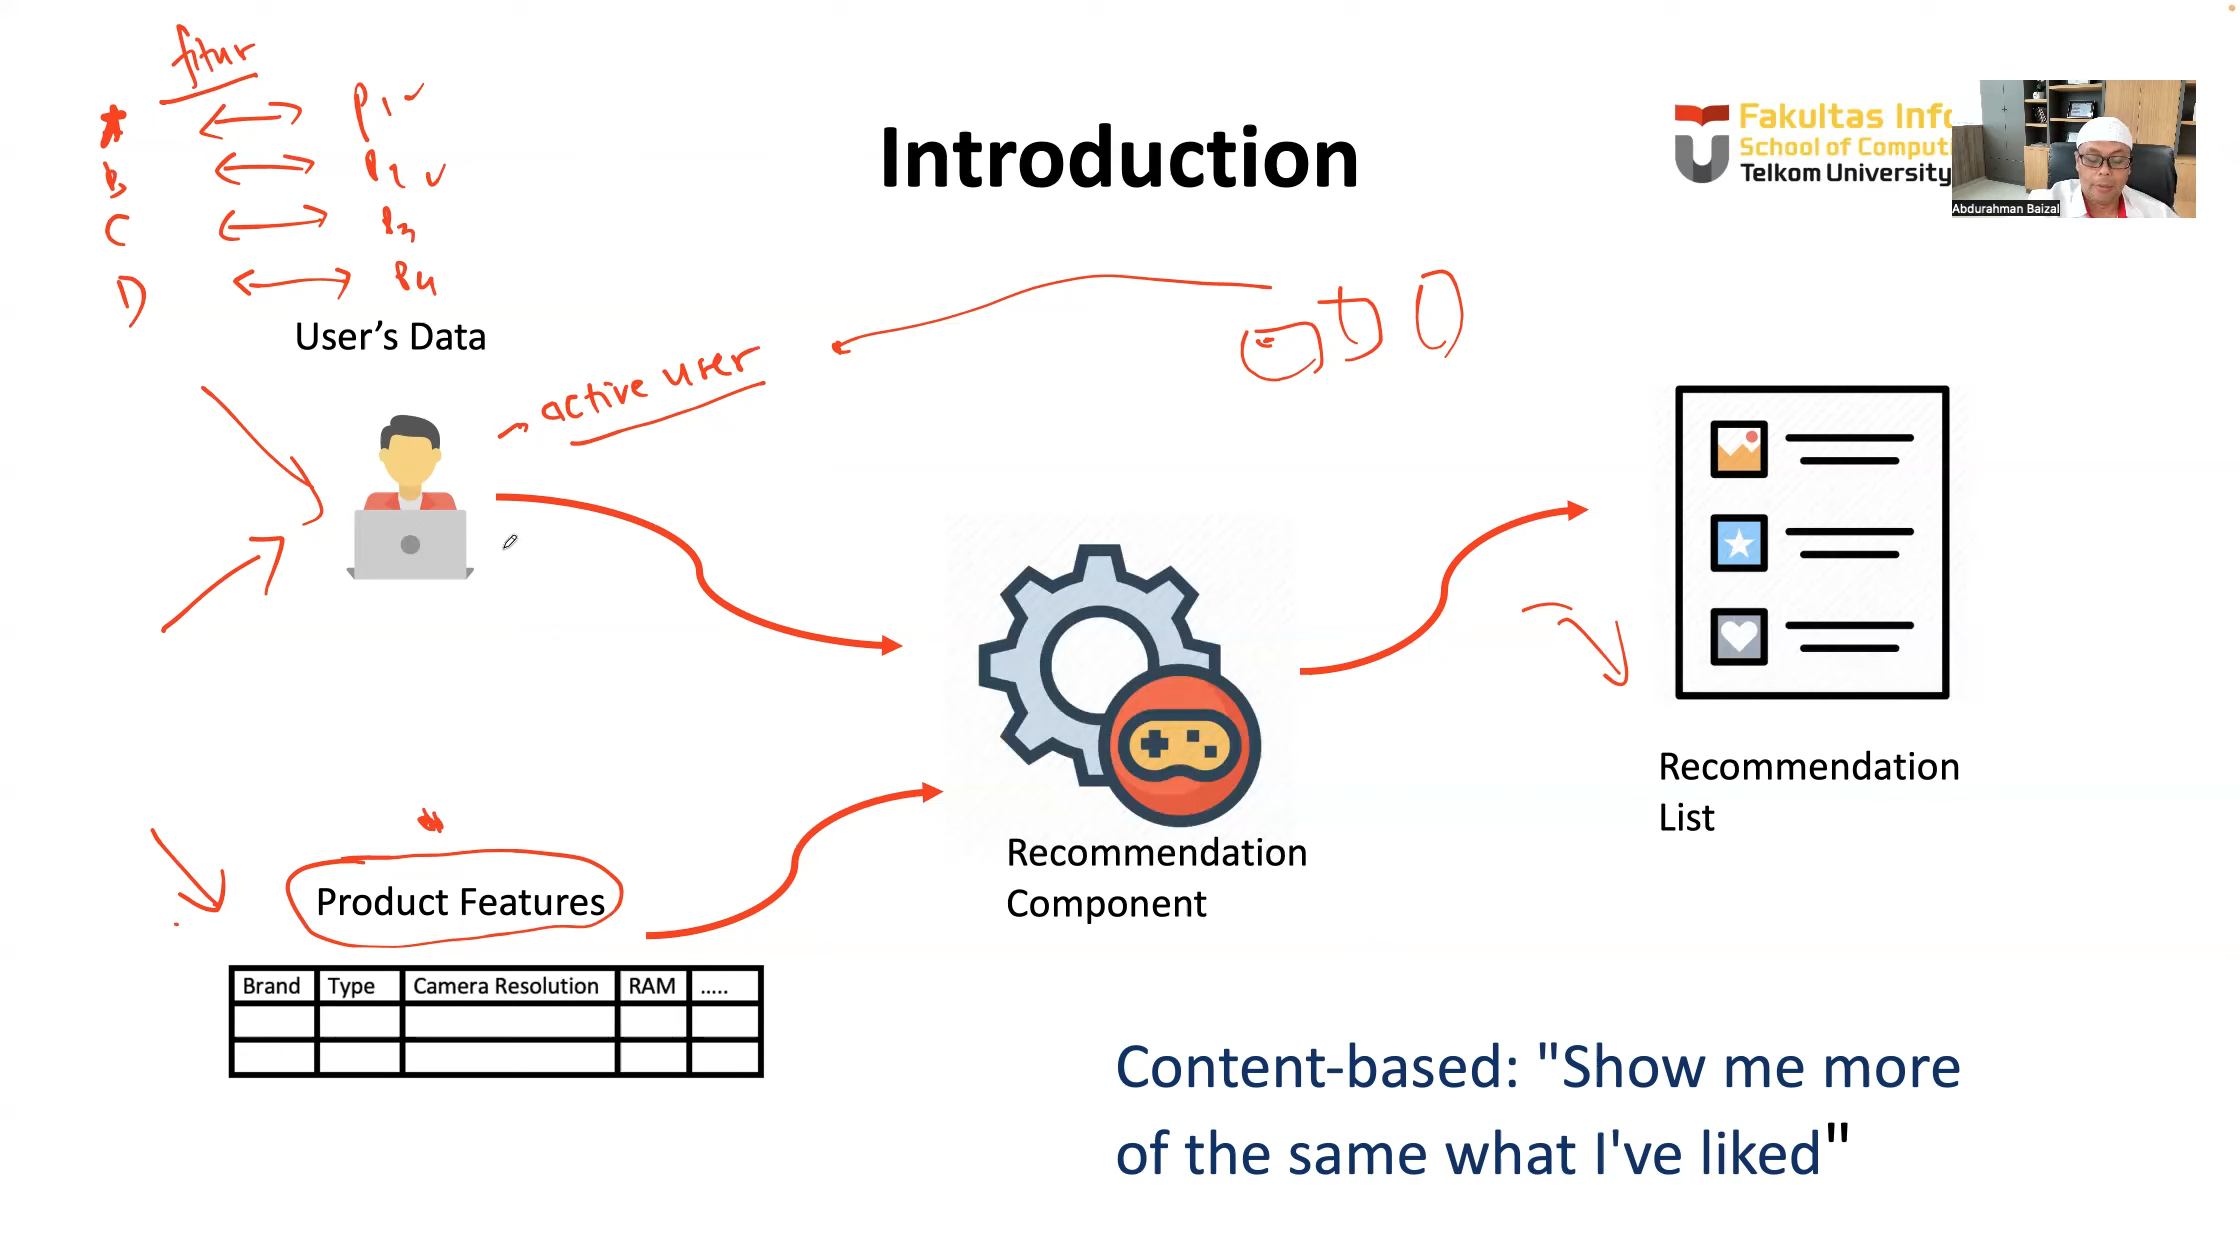 fitur
A P1
B P2
C P3
D P4
Introduction
Fakultas Info
School of Computi
Telkom University
Abdurahman Baizal
User's Data
active user
Recommendation
List
Product Features
Recommendation
Component
Brand Type Camera Resolution RAM .....
Content-based: "Show me more
of the same what I've liked"